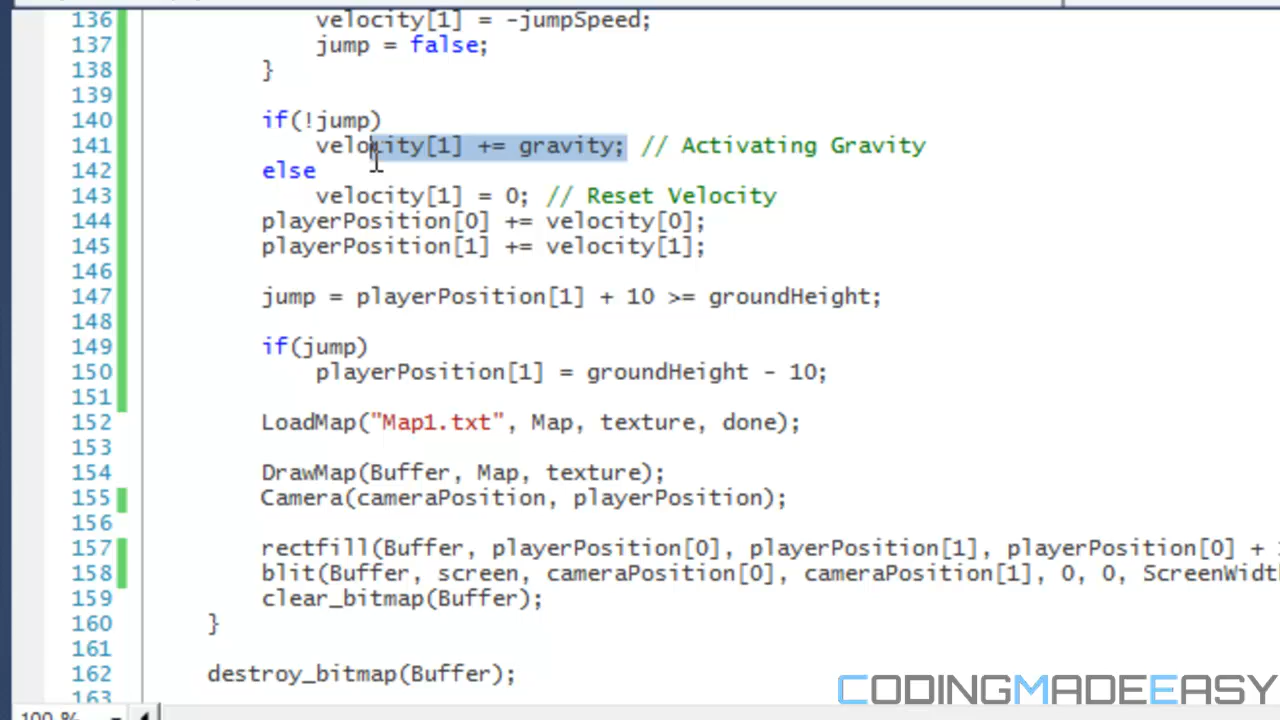 136 velocity[1] = -jumpSpeed;
137 jump = false;
138 }
139
140 if(!jump)
141 velocity[1] += gravity; // Activating Gravity
142 else
143 velocity[1] = 0; // Reset Velocity
144 playerPosition[0] += velocity[0];
145 playerPosition[1] += velocity[1];
146
147 jump = playerPosition[1] + 10 >= groundHeight;
148
149 if(jump)
150 playerPosition[1] = groundHeight - 10;
151
152 LoadMap("Map1.txt", Map, texture, done);
153
154 DrawMap(Buffer, Map, texture);
155 Camera(cameraPosition, playerPosition);
156
157 rectfill(Buffer, playerPosition[0], playerPosition[1], playerPosition[0] +
158 blit(Buffer, screen, cameraPosition[0], cameraPosition[1], 0, 0, ScreenWidth
159 clear_bitmap(Buffer);
160 }
161
162 destroy_bitmap(Buffer);
163
100 %
CODINGMADEEASY